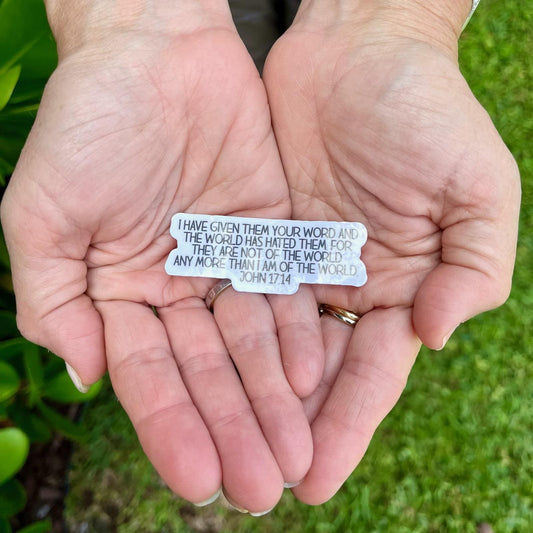 I HAVE GIVEN THEM YOUR WORD AND
THE WORLD HAS HATED THEM FOR
THEY ARE NOT OF THE WORLD
ANY MORE THAN I AM OF THE WORLD
JOHN 17:14